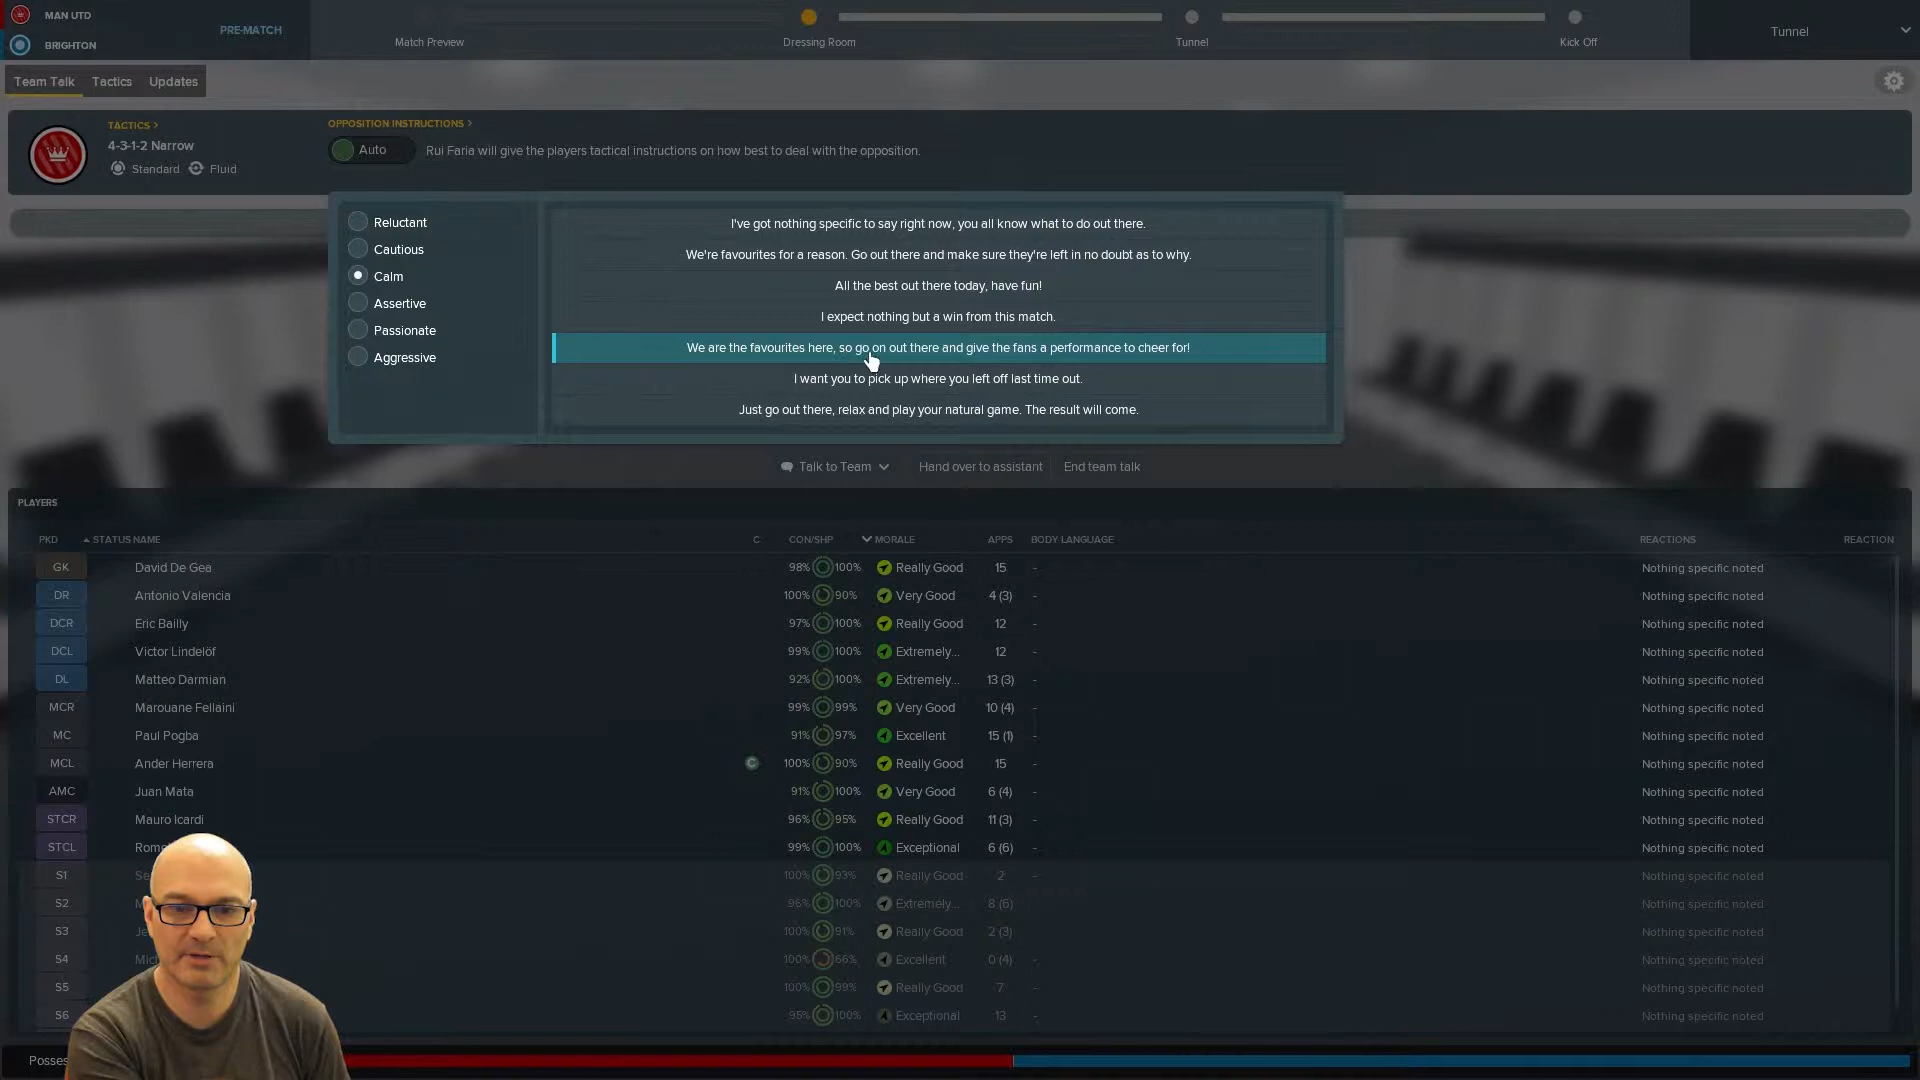 MAN UTD
BRIGHTON
PRE-MATCH
Match Preview
Dressing Room
Tunnel
Kick Off
Tunnel
Team Talk Tactics Updates
TACTICS >
4-3-1-2 Narrow
Standard Fluid
OPPOSITION INSTRUCTIONS >
Auto
Rui Faria will give the players tactical instructions on how best to deal with the opposition.
Reluctant
Cautious
Calm
Assertive
Passionate
Aggressive
I've got nothing specific to say right now, you all know what to do out there.
We're favourites for a reason. Go out there and make sure they're left in no doubt as to why.
All the best out there today, have fun!
I expect nothing but a win from this match.
We are the favourites here, so go on out there and give the fans a performance to cheer for!
I want you to pick up where you left off last time out.
Just go out there, relax and play your natural game. The result will come.
Talk to Team Hand over to assistant End team talk
PLAYERS
PKD STATUS NAME C CON/SHP MORALE APPS BODY LANGUAGE REACTIONS REACTION
GK David De Gea 98% 100% Really Good 15 - Nothing specific noted
DR Antonio Valencia 100% 90% Very Good 4 (3) - Nothing specific noted
DCR Eric Bailly 97% 100% Really Good 12 - Nothing specific noted
DCL Victor Lindelöf 99% 100% Extremely... 12 - Nothing specific noted
DL Matteo Darmian 92% 100% Extremely... 13 (3) - Nothing specific noted
MCR Marouane Fellaini 99% 99% Very Good 10 (4) - Nothing specific noted
MC Paul Pogba 91% 97% Excellent 15 (1) - Nothing specific noted
MCL Ander Herrera C 100% 90% Really Good 15 - Nothing specific noted
AMC Juan Mata 91% 100% Very Good 6 (4) - Nothing specific noted
STCR Mauro Icardi 96% 95% Really Good 11 (3) - Nothing specific noted
STCL Rome 99% 100% Exceptional 6 (6) - Nothing specific noted
S1 Se 100% 93% Really Good 2 - Nothing specific noted
S2 M 96% 100% Extremely... 8 (6) - Nothing specific noted
S3 Je 100% 91% Really Good 2 (3) - Nothing specific noted
S4 Mic 100% 66% Excellent 0 (4) - Nothing specific noted
S5 100% 99% Really Good 7 - Nothing specific noted
S6 95% 100% Exceptional 13 - Nothing specific noted
Posses